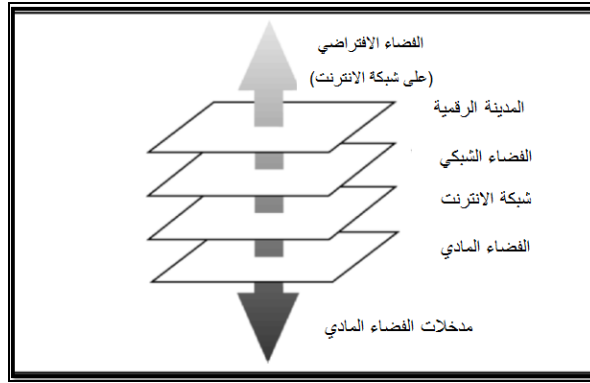 الفضاء الافتراضي
(على شبكة الانترنت)
المدينة الرقمية
الفضاء الشبكي
شبكة الانترنت
الفضاء المادي
مدخلات الفضاء المادي